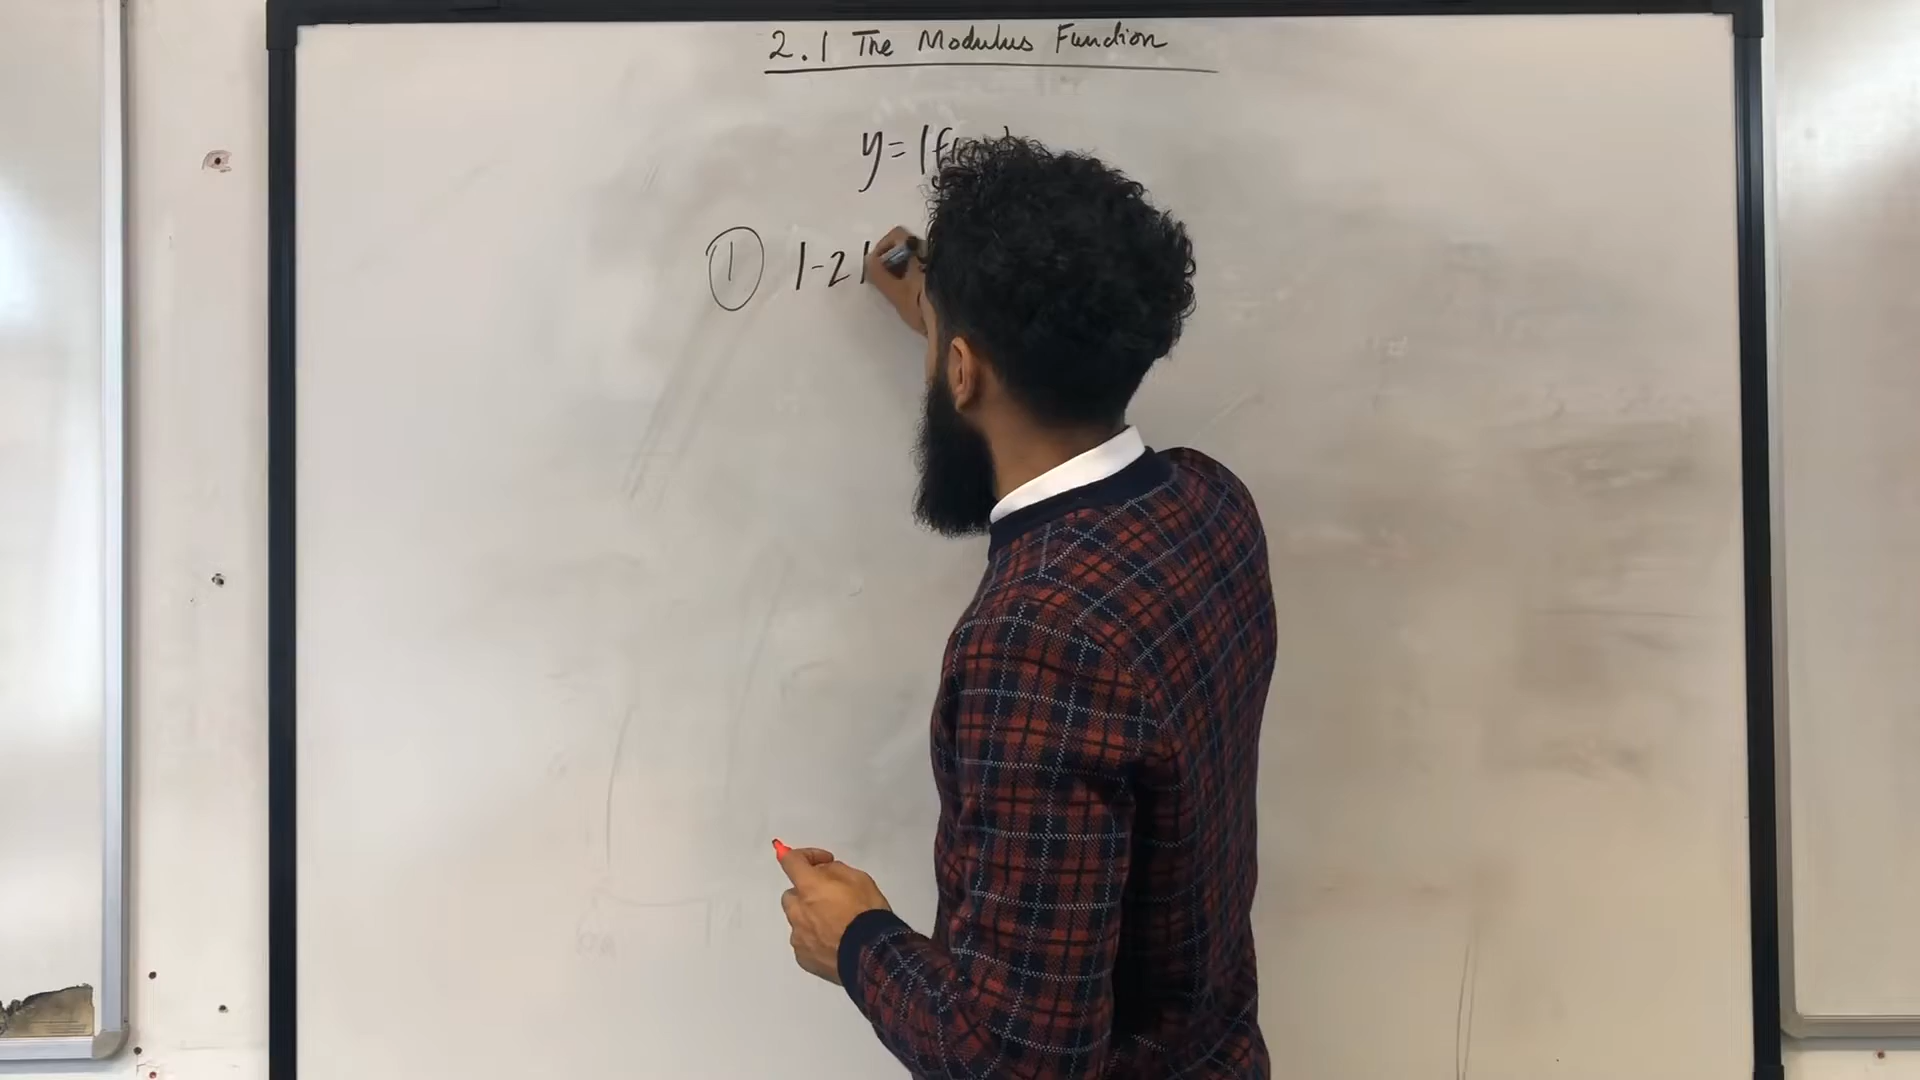 2.1 The Modulus Function
y=|f(
① |-2|